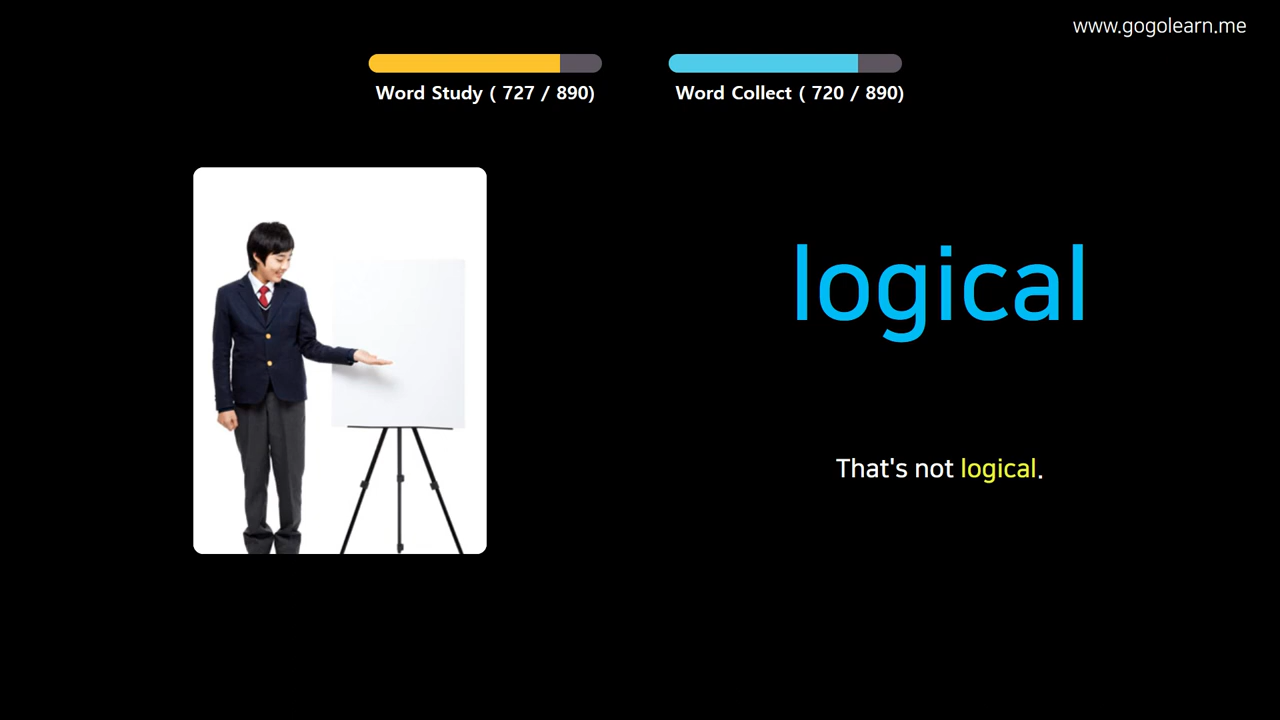 www.gogolearn.me
Word Study ( 727 / 890)
Word Collect ( 720 / 890)
logical
That's not logical.